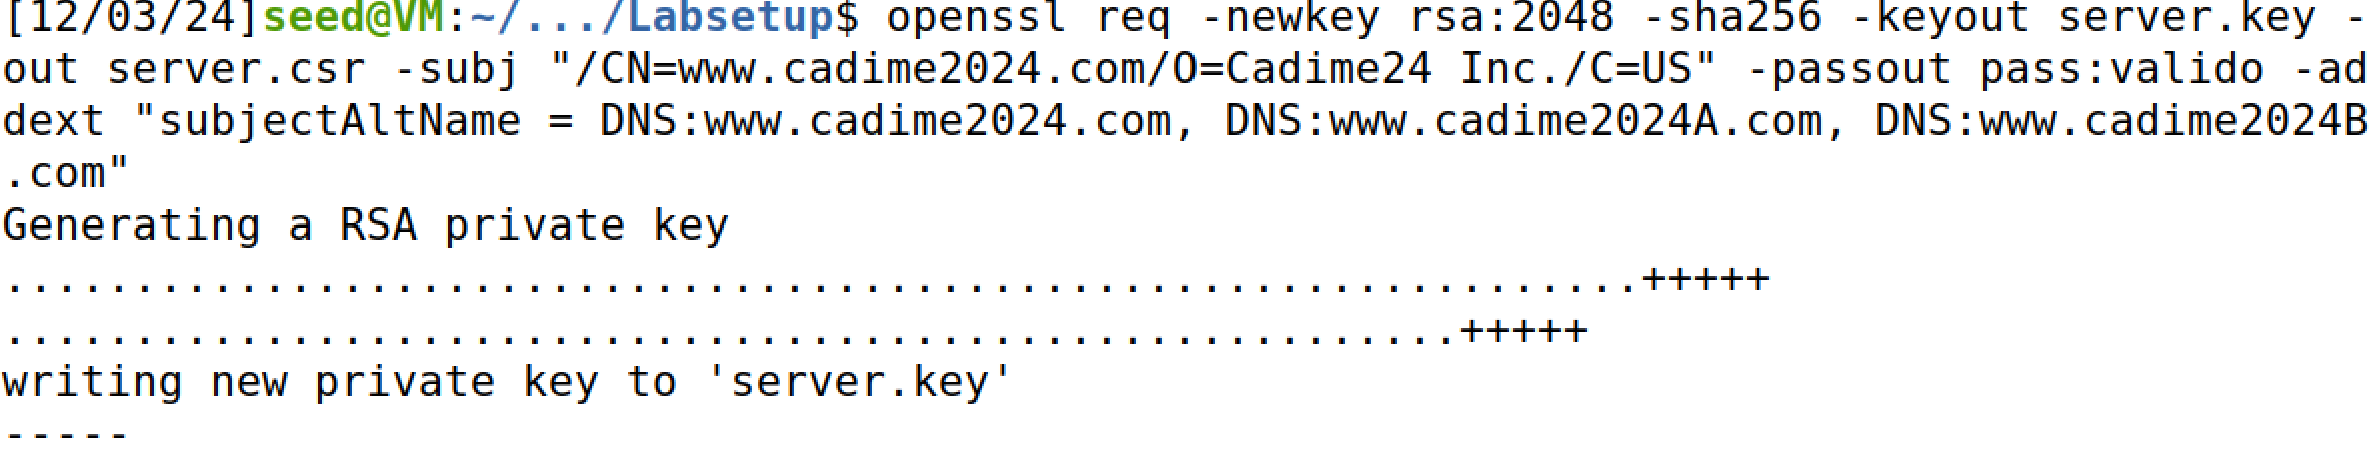 [12/03/24]seed@VM:~/.../Labsetup$ openssl req -newkey rsa:2048 -sha256 -keyout server.key -
out server.csr -subj "/CN=www.cadime2024.com/O=Cadime24 Inc./C=US" -passout pass:valido -ad
dext "subjectAltName = DNS:www.cadime2024.com, DNS:www.cadime2024A.com, DNS:www.cadime2024B
.com"
Generating a RSA private key
...............................................................+++++
........................................................+++++
writing new private key to 'server.key'
-----